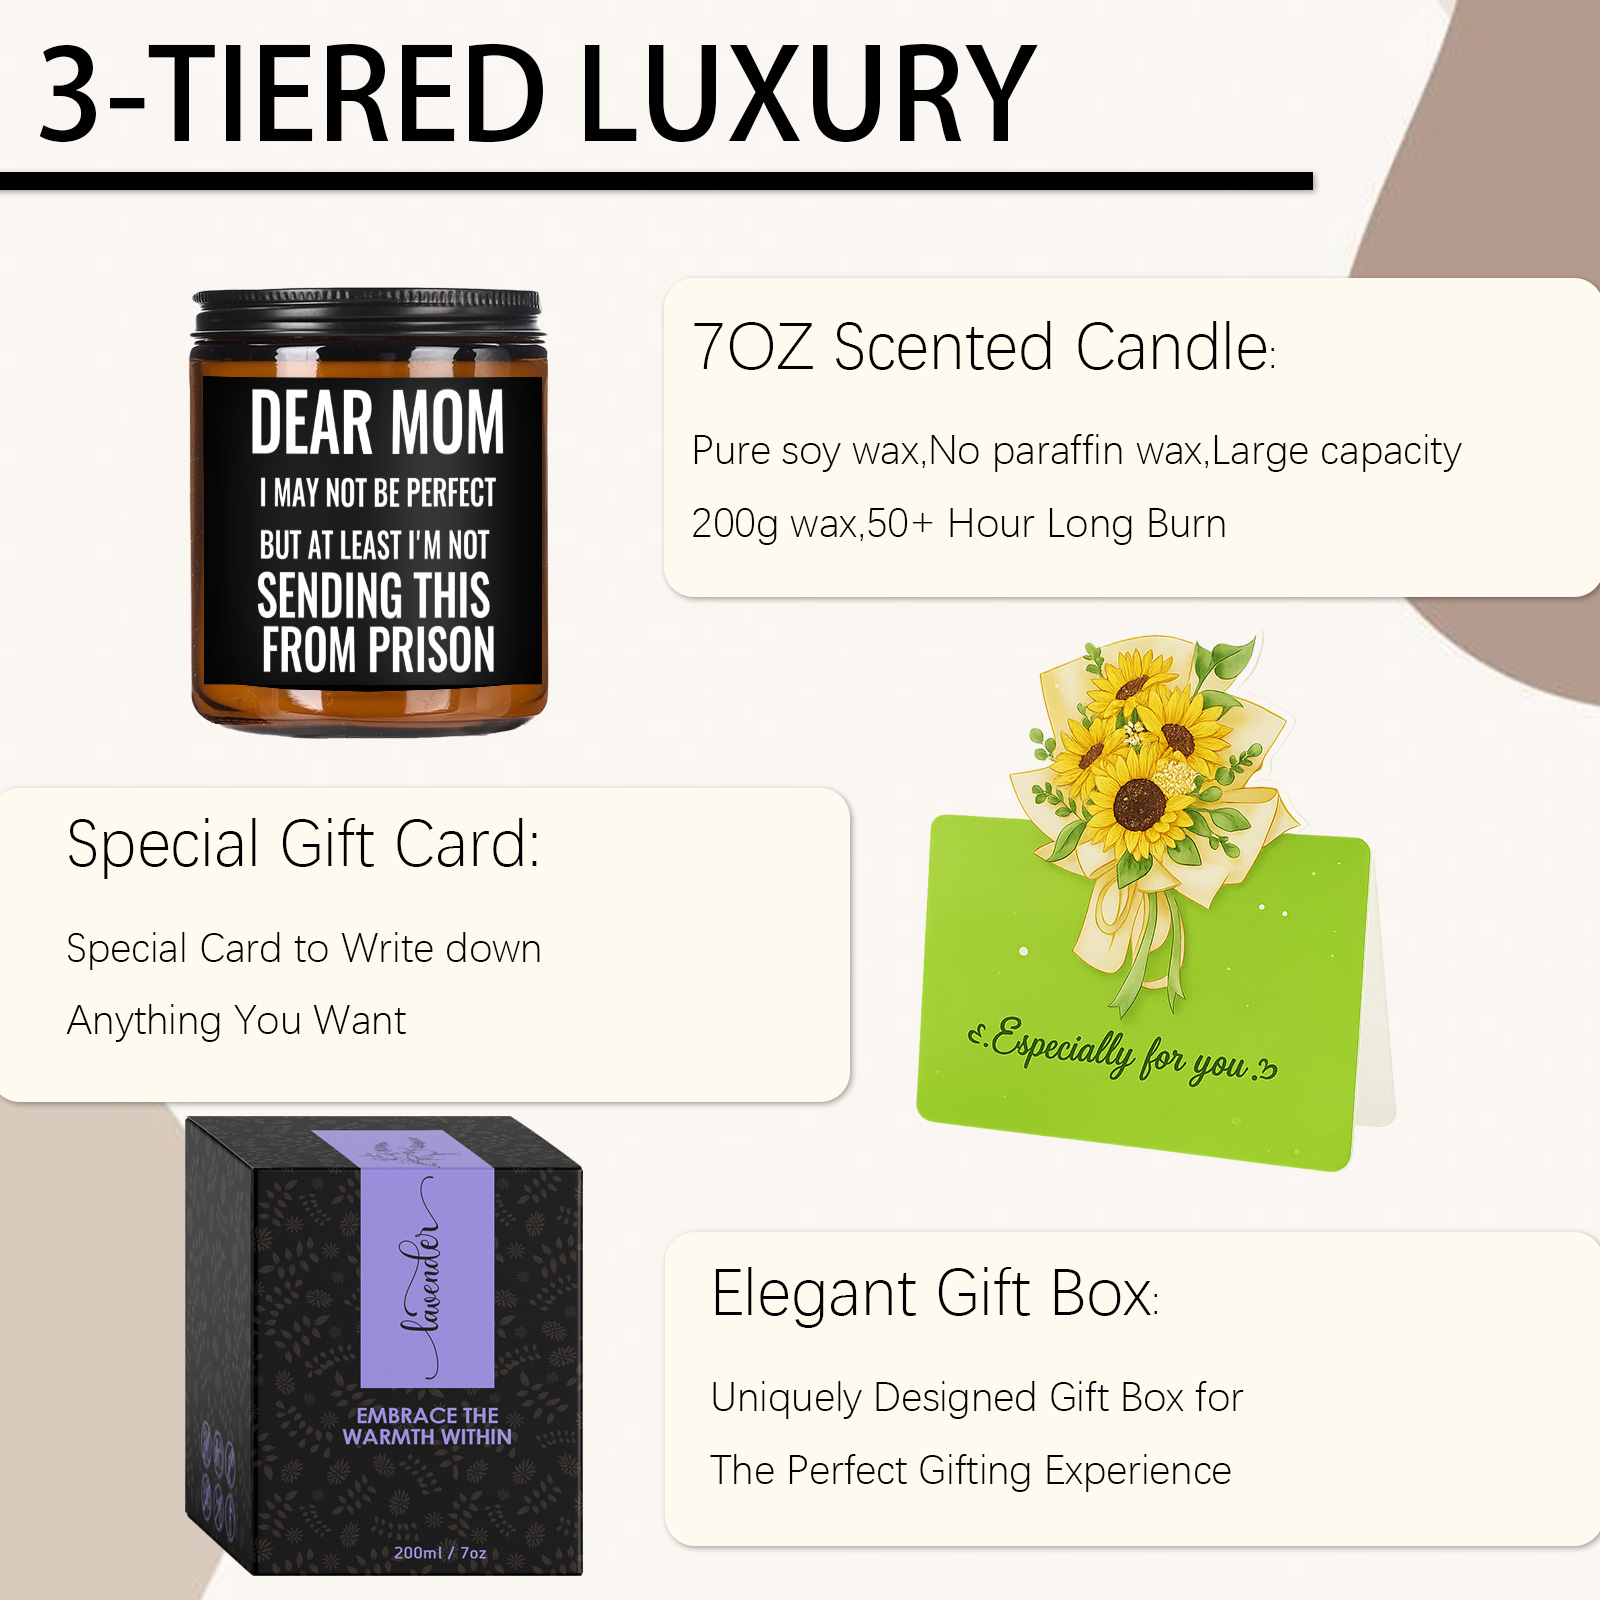 3-TIERED LUXURY
DEAR MOM
I MAY NOT BE PERFECT
BUT AT LEAST I'M NOT
SENDING THIS
FROM PRISON
7OZ Scented Candle:
Pure soy wax,No paraffin wax,Large capacity
200g wax,50+ Hour Long Burn
Special Gift Card:
Special Card to Write down
Anything You Want
Especially for you
lavender
EMBRACE THE
WARMTH WITHIN
200ml / 7oz
Elegant Gift Box:
Uniquely Designed Gift Box for
The Perfect Gifting Experience